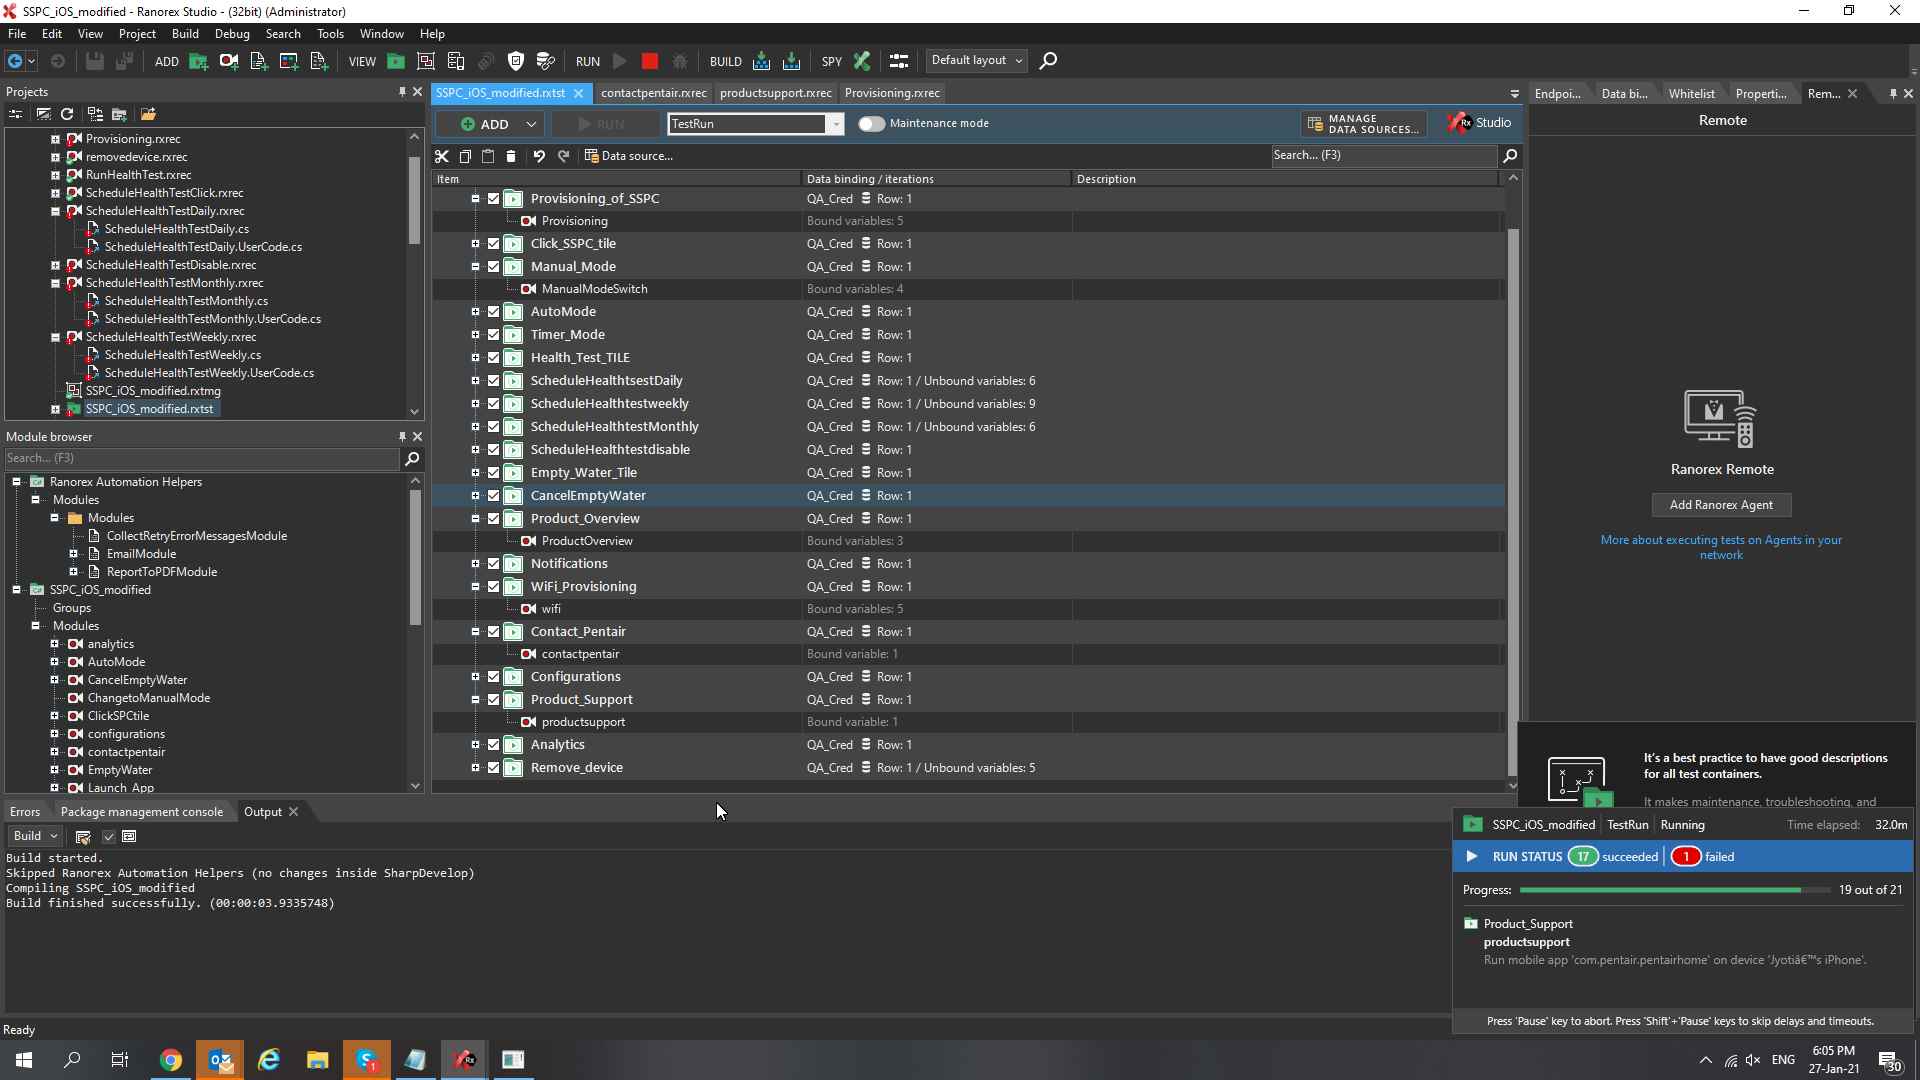 SSPC_iOS_modified - Ranorex Studio - (32bit) (Administrator)
File Edit View Project Build Debug Search Tools Window Help
ADD VIEW RUN BUILD SPY Default layout
Projects
Provisioning.rxrec
removedevice.rxrec
RunHealthTest.rxrec
ScheduleHealthTestClick.rxrec
ScheduleHealthTestDaily.rxrec
ScheduleHealthTestDaily.cs
ScheduleHealthTestDaily.UserCode.cs
ScheduleHealthTestDisable.rxrec
ScheduleHealthTestMonthly.rxrec
ScheduleHealthTestMonthly.cs
ScheduleHealthTestMonthly.UserCode.cs
ScheduleHealthTestWeekly.rxrec
ScheduleHealthTestWeekly.cs
ScheduleHealthTestWeekly.UserCode.cs
SSPC_iOS_modified.rxtmg
SSPC_iOS_modified.rxtst
Module browser
Search... (F3)
Ranorex Automation Helpers
Modules
Modules
CollectRetryErrorMessagesModule
EmailModule
ReportToPDFModule
SSPC_iOS_modified
Groups
Modules
analytics
AutoMode
CancelEmptyWater
ChangetoManualMode
ClickSPCtile
configurations
contactpentair
EmptyWater
Launch_App
SSPC_iOS_modified.rxtst contactpentair.rxrec productsupport.rxrec Provisioning.rxrec
ADD RUN TestRun Maintenance mode MANAGE DATA SOURCES... Rx Studio
Data source... Search... (F3)
Item Data binding / iterations Description
Provisioning_of_SSPC QA_Cred Row: 1
Provisioning Bound variables: 5
Click_SSPC_tile QA_Cred Row: 1
Manual_Mode QA_Cred Row: 1
ManualModeSwitch Bound variables: 4
AutoMode QA_Cred Row: 1
Timer_Mode QA_Cred Row: 1
Health_Test_TILE QA_Cred Row: 1
ScheduleHealthtsestDaily QA_Cred Row: 1 / Unbound variables: 6
ScheduleHealthtestweekly QA_Cred Row: 1 / Unbound variables: 9
ScheduleHealthtestMonthly QA_Cred Row: 1 / Unbound variables: 6
ScheduleHealthtestdisable QA_Cred Row: 1
Empty_Water_Tile QA_Cred Row: 1
CancelEmptyWater QA_Cred Row: 1
Product_Overview QA_Cred Row: 1
ProductOverview Bound variables: 3
Notifications QA_Cred Row: 1
WiFi_Provisioning QA_Cred Row: 1
wifi Bound variables: 5
Contact_Pentair QA_Cred Row: 1
contactpentair Bound variable: 1
Configurations QA_Cred Row: 1
Product_Support QA_Cred Row: 1
productsupport Bound variable: 1
Analytics QA_Cred Row: 1
Remove_device QA_Cred Row: 1 / Unbound variables: 5
Endpoi... Data bi... Whitelist Properti... Rem...
Remote
Ranorex Remote
Add Ranorex Agent
More about executing tests on Agents in your
network
It's a best practice to have good descriptions
for all test containers.
It makes maintenance, troubleshooting, and
SSPC_iOS_modified TestRun Running Time elapsed: 32.0m
RUN STATUS 17 succeeded 1 failed
Progress: 19 out of 21
Product_Support
productsupport
Run mobile app 'com.pentair.pentairhome' on device 'Jyotiâ€™s iPhone'.
Press 'Pause' key to abort. Press 'Shift'+'Pause' keys to skip delays and timeouts.
Errors Package management console Output
Build
Build started.
Skipped Ranorex Automation Helpers (no changes inside SharpDevelop)
Compiling SSPC_iOS_modified
Build finished successfully. (00:00:03.9335748)
Ready
ENG 6:05 PM
27-Jan-21
30